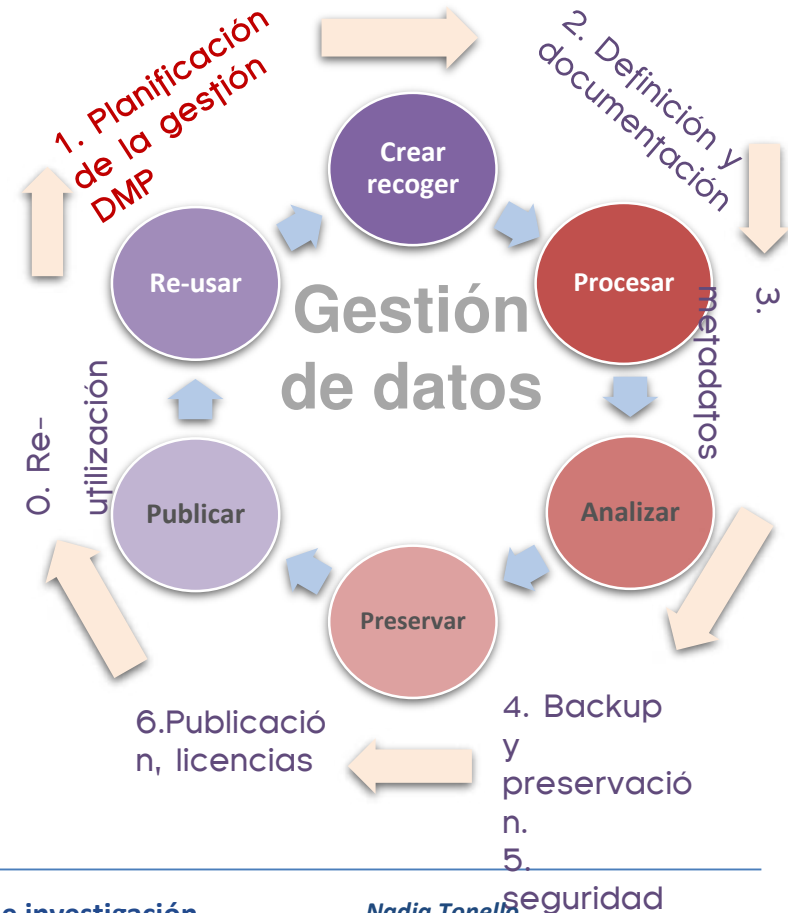 1. Planificación
de la gestión
DMP
2. Definición y
documentación
Crear
recoger
Re-usar
Procesar
3.
metadatos
Gestión
de datos
0. Re-
utilización
Publicar
Analizar
Preservar
6.Publicació
n, licencias
4. Backup
y
preservació
n.
5.
seguridad
investigación
Nadia Tonello